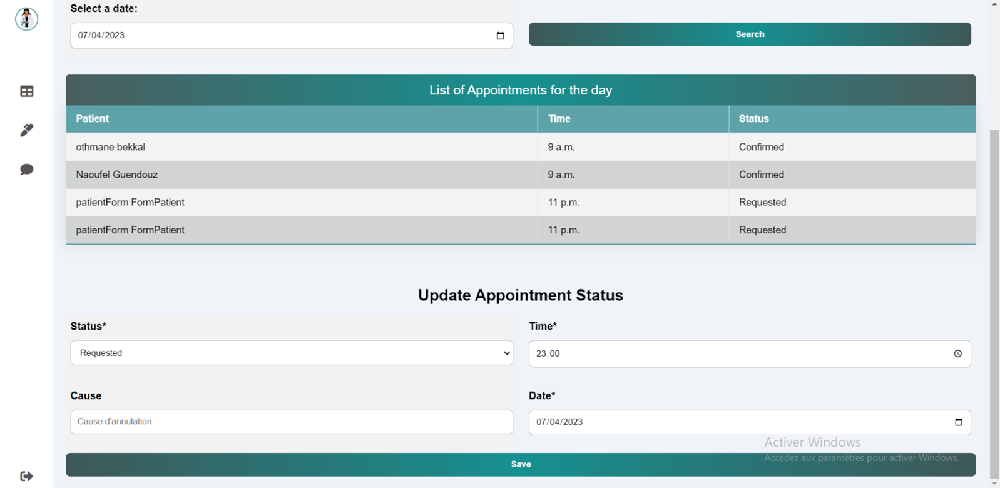 Select a date:
07/04/2023
Search
List of Appointments for the day
Patient Time Status
othmane bekkal 9 a.m. Confirmed
Naoufel Guendouz 9 a.m. Confirmed
patientForm FormPatient 11 p.m. Requested
patientForm FormPatient 11 p.m. Requested
Update Appointment Status
Status* Time*
Requested 23:00
Cause Date*
Cause d'annulation 07/04/2023
Activer Windows
Accédez aux paramètres pour activer Windows.
Save